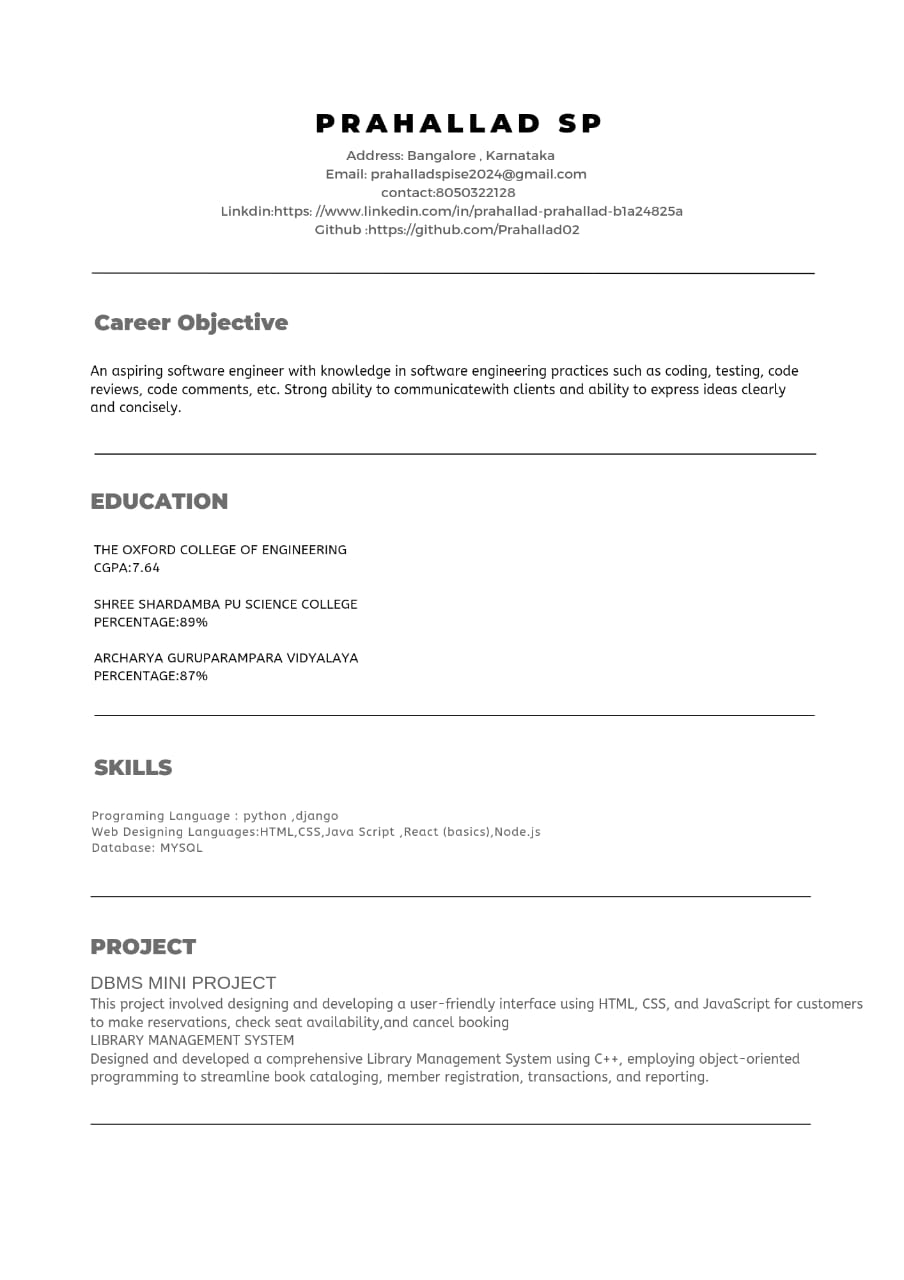 PRAHALLAD SP
Address: Bangalore , Karnataka
Email: prahalladspise2024@gmail.com
contact:8050322128
Linkdin:https: //www.linkedin.com/in/prahallad-prahallad-b1a24825a
Github :https://github.com/Prahallad02
Career Objective
An aspiring software engineer with knowledge in software engineering practices such as coding, testing, code
reviews, code comments, etc. Strong ability to communicatewith clients and ability to express ideas clearly
and concisely.
EDUCATION
THE OXFORD COLLEGE OF ENGINEERING
CGPA:7.64
SHREE SHARDAMBA PU SCIENCE COLLEGE
PERCENTAGE:89%
ARCHARYA GURUPARAMPARA VIDYALAYA
PERCENTAGE:87%
SKILLS
Programing Language : python ,django
Web Designing Languages:HTML,CSS,Java Script ,React (basics),Node.js
Database: MYSQL
PROJECT
DBMS MINI PROJECT
This project involved designing and developing a user-friendly interface using HTML, CSS, and JavaScript for customers
to make reservations, check seat availability,and cancel booking
LIBRARY MANAGEMENT SYSTEM
Designed and developed a comprehensive Library Management System using C++, employing object-oriented
programming to streamline book cataloging, member registration, transactions, and reporting.